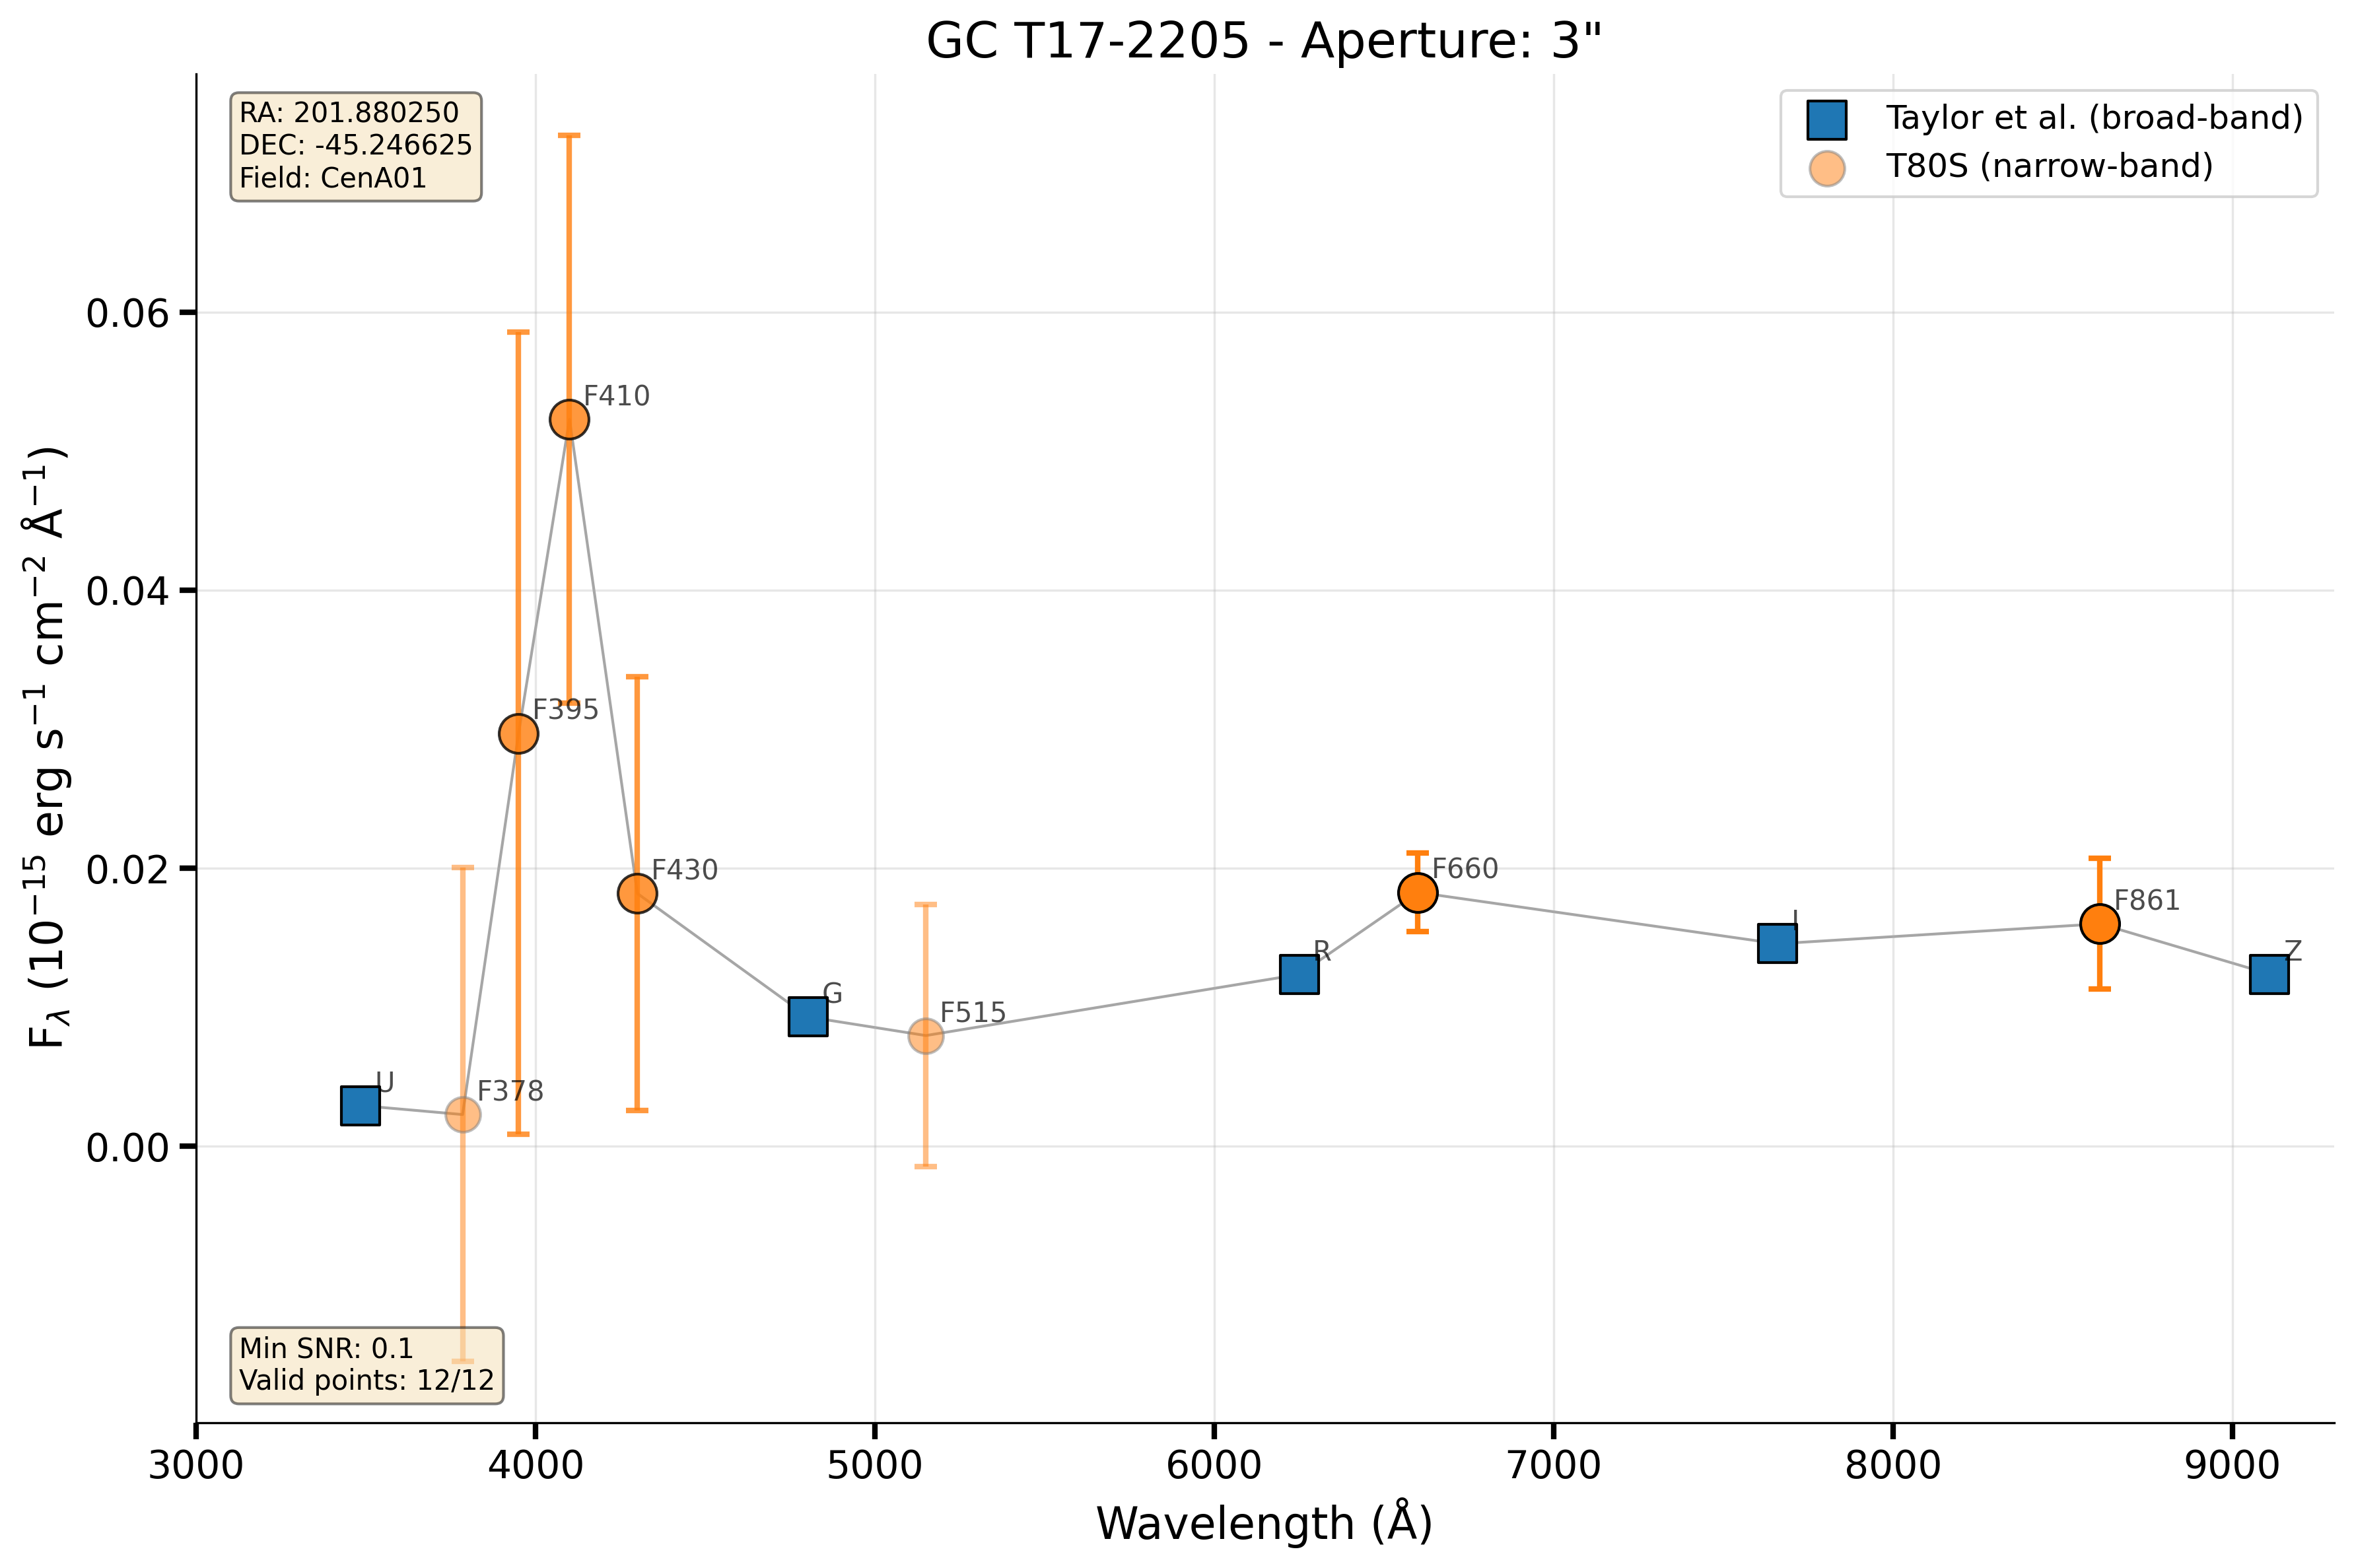 GC T17-2205 - Aperture: 3"
RA: 201.880250
DEC: -45.246625
Field: CenA01
Taylor et al. (broad-band)
T80S (narrow-band)
F410
F395
F430
F660
F861
I
R
Z
G
F515
U
F378
Min SNR: 0.1
Valid points: 12/12
0.06
0.04
0.02
0.00
F_λ (10⁻¹⁵ erg s⁻¹ cm⁻² Å⁻¹)
3000 4000 5000 6000 7000 8000 9000
Wavelength (Å)